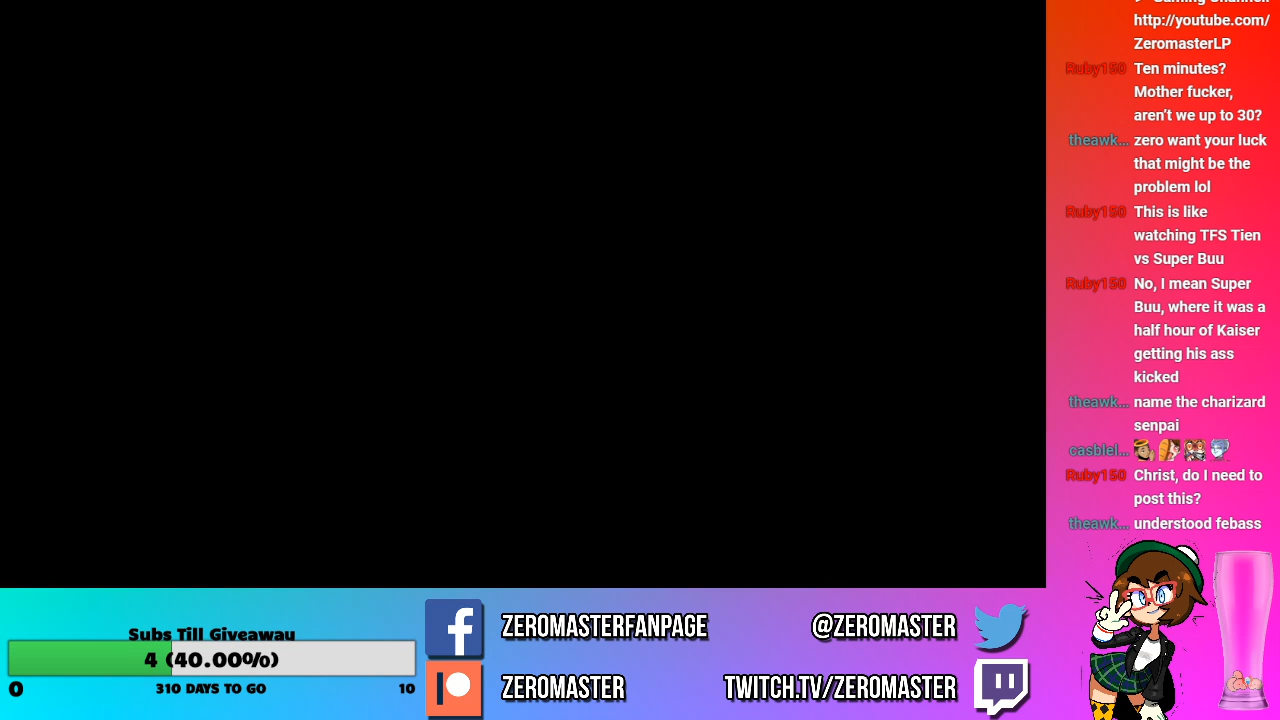 http://youtube.com/
ZeromasterLP
Ruby150 Ten minutes?
Mother fucker,
aren't we up to 30?
theawk... zero want your luck
that might be the
problem lol
Ruby150 This is like
watching TFS Tien
vs Super Buu
Ruby150 No, I mean Super
Buu, where it was a
half hour of Kaiser
getting his ass
kicked
theawk... name the charizard
senpai
casblel...
Ruby150 Christ, do I need to
post this?
theawk... understood febass
Subs Till Giveawau
4 (40.00%)
0 310 DAYS TO GO 10
ZEROMASTERFANPAGE
ZEROMASTER
@ZEROMASTER
TWITCH.TV/ZEROMASTER